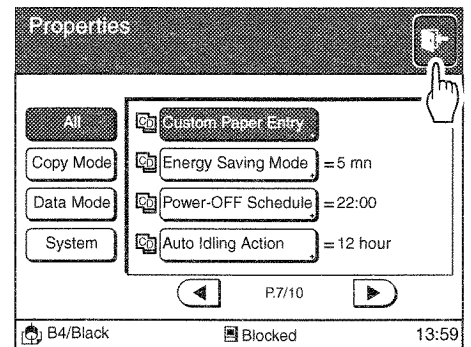 Properties
All
Custom Paper Entry
Copy Mode
Energy Saving Mode = 5 mn
Data Mode
Power-OFF Schedule = 22:00
System
Auto Idling Action = 12 hour
P.7/10
B4/Black
Blocked
13:59